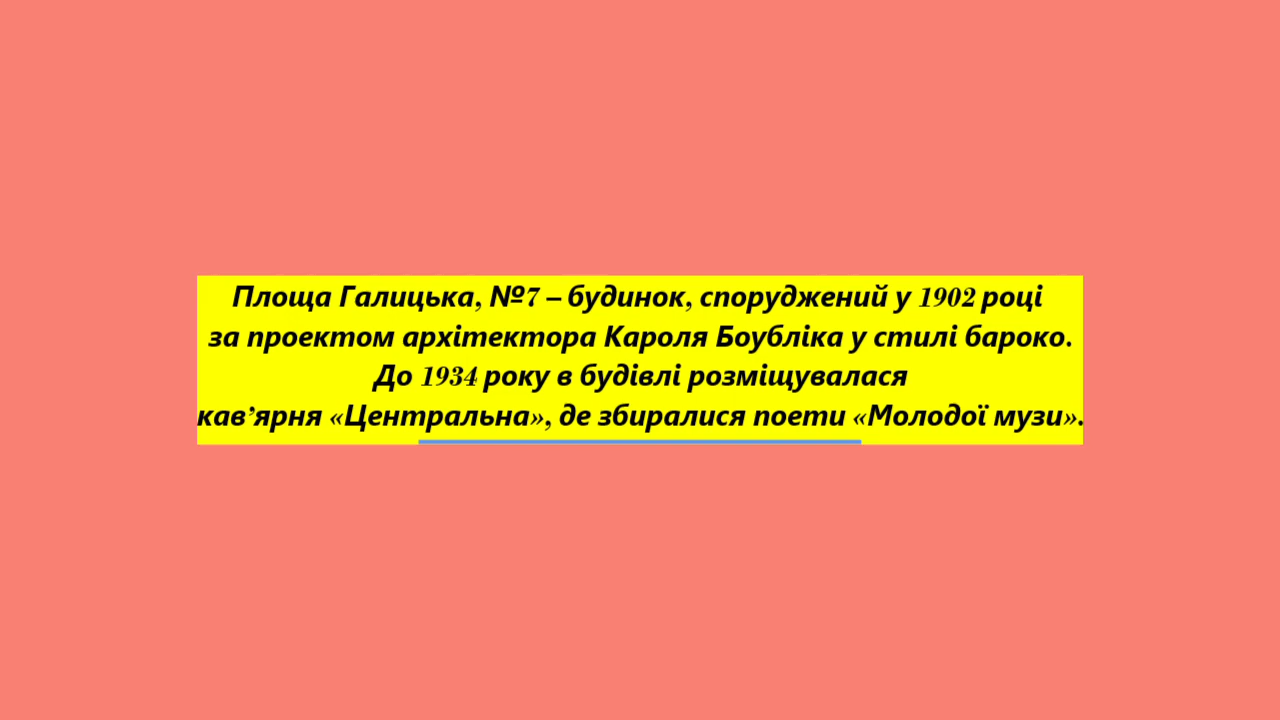 Площа Галицька, №7 – будинок, споруджений у 1902 році
за проектом архітектора Кароля Боубліка у стилі бароко.
До 1934 року в будівлі розміщувалася
кав’ярня «Центральна», де збиралися поети «Молодої музи».